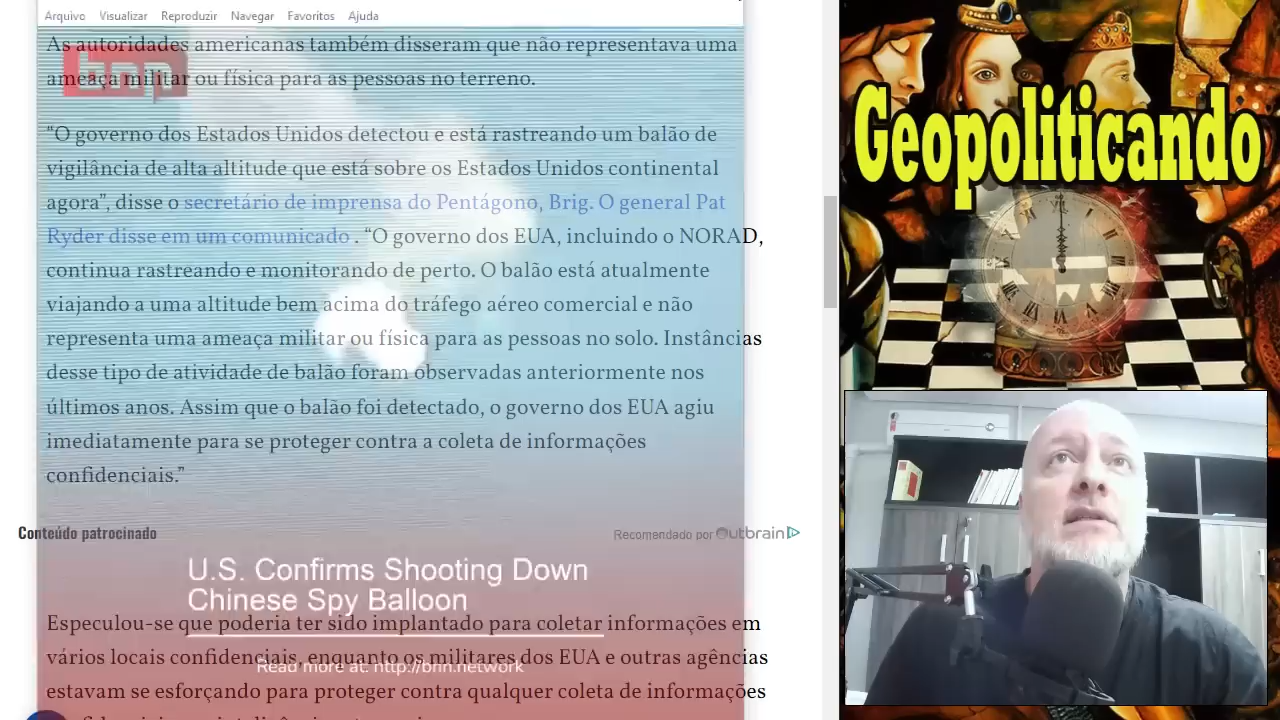 Arquivo Visualizar Reproduzir Navegar Favoritos Ajuda
As autoridades americanas também disseram que não representava uma
ameaça militar ou física para as pessoas no terreno.
bnn
“O governo dos Estados Unidos detectou e está rastreando um balão de
vigilância de alta altitude que está sobre os Estados Unidos continental
agora”, disse o secretário de imprensa do Pentágono, Brig. O general Pat
Ryder disse em um comunicado . “O governo dos EUA, incluindo o NORAD,
continua rastreando e monitorando de perto. O balão está atualmente
viajando a uma altitude bem acima do tráfego aéreo comercial e não
representa uma ameaça militar ou física para as pessoas no solo. Instâncias
desse tipo de atividade de balão foram observadas anteriormente nos
últimos anos. Assim que o balão foi detectado, o governo dos EUA agiu
imediatamente para se proteger contra a coleta de informações
confidenciais.”
Conteúdo patrocinado
Recomendado por Outbrain
U.S. Confirms Shooting Down
Chinese Spy Balloon
Especulou-se que poderia ter sido implantado para coletar informações em
vários locais confidenciais, enquanto os militares dos EUA e outras agências
Read more at: http://bnn.network
estavam se esforçando para proteger contra qualquer coleta de informações
Geopoliticando